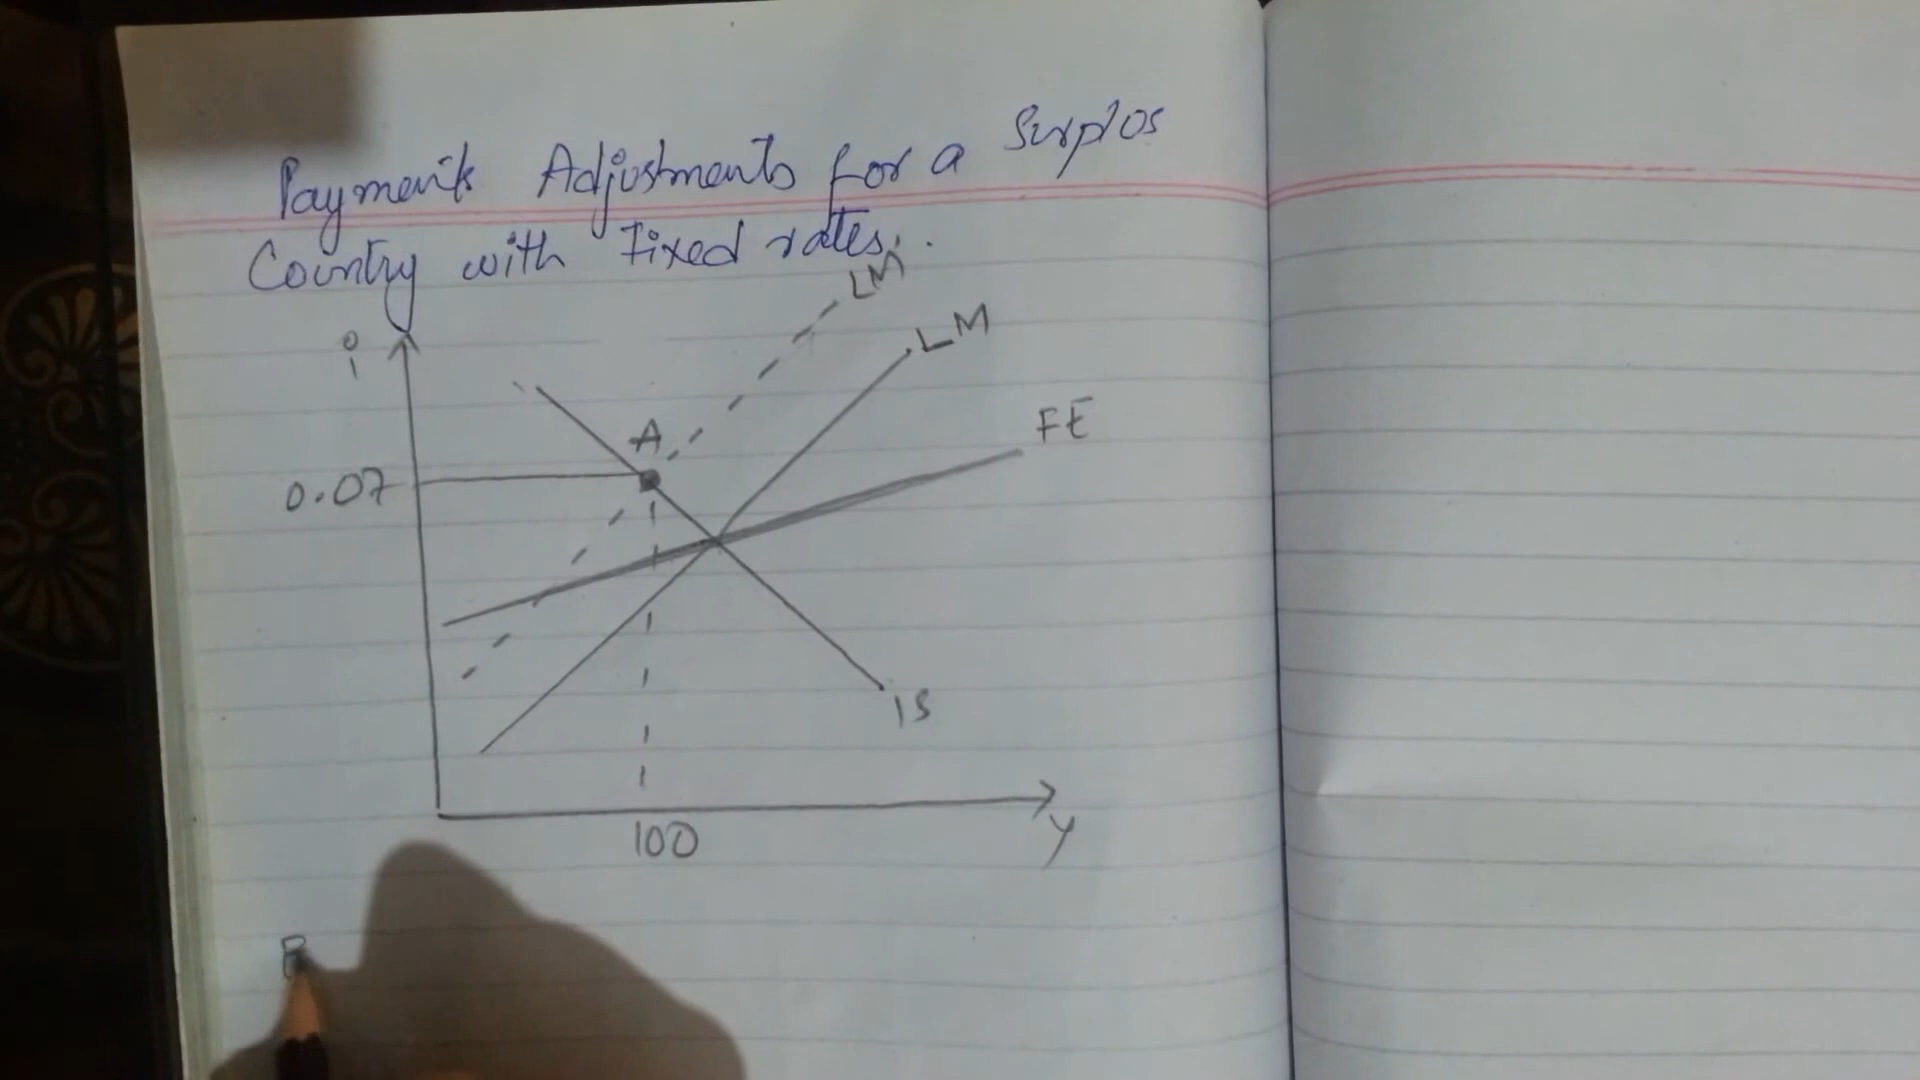 Payments Adjustments for a Surplus
Country with Fixed rates.
LM
LM
i
FE
A
0.07
IS
100
Y
B